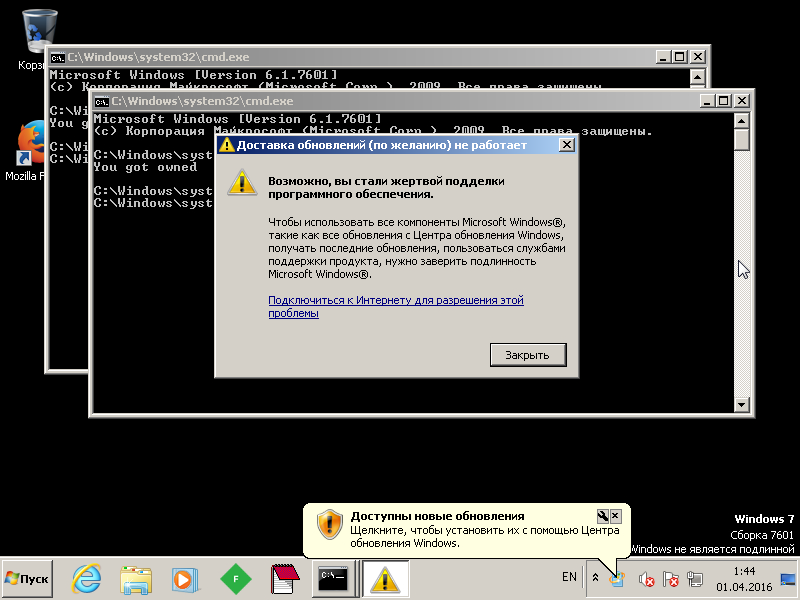 Корз
Mozilla F
C:\Windows\system32\cmd.exe
Microsoft Windows [Version 6.1.7601]
(c) Корпорация Майкрософт (Microsoft Corp.), 2009. Все права защищены.
C:\Wi
You g
C:\Wi
C:\Wi
C:\Windows\system32\cmd.exe
Microsoft Windows [Version 6.1.7601]
(c) Корпорация Майкрософт (Microsoft Corp.), 2009. Все права защищены.
C:\Windows\syst
You got owned
C:\Windows\syst
C:\Windows\syst
Доставка обновлений (по желанию) не работает
Возможно, вы стали жертвой подделки
программного обеспечения.
Чтобы использовать все компоненты Microsoft Windows®,
такие как все обновления с Центра обновления Windows,
получать последние обновления, пользоваться службами
поддержки продукта, нужно заверить подлинность
Microsoft Windows®.
Подключиться к Интернету для разрешения этой
проблемы
Закрыть
Доступны новые обновления
Щелкните, чтобы установить их с помощью Центра
обновления Windows.
Windows 7
Сборка 7601
Windows не является подлинной
Пуск
F
C:\_
EN
1:44
01.04.2016